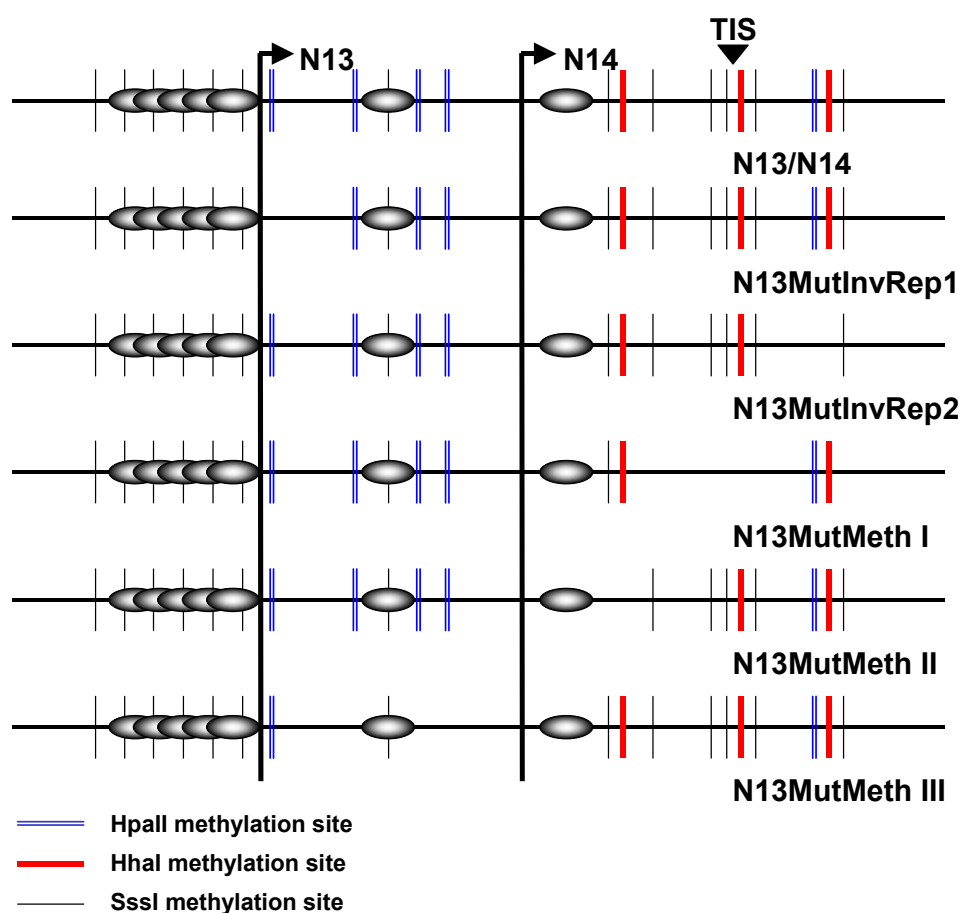 TIS
N13
N14
N13/N14
N13MutInvRep1
N13MutInvRep2
N13MutMeth I
N13MutMeth II
N13MutMeth III
HpaII methylation site
HhaI methylation site
SssI methylation site